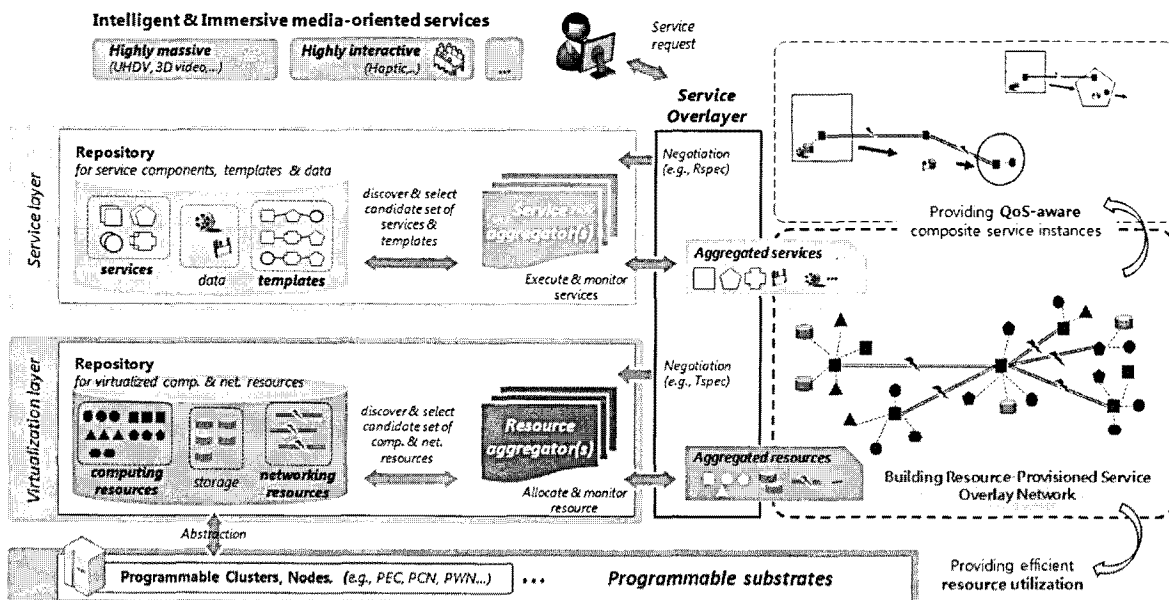 Intelligent & Immersive media-oriented services
Highly massive
(UHDV, 3D video,...)
Highly interactive
(Haptic,..)
...
Service
request
Service
Overlayer
Service layer
Repository
for service components, templates & data
services
data
templates
discover & select
candidate set of
services &
templates
Service
aggregator(s)
Negotiation
(e.g., Rspec)
Execute & monitor
services
Aggregated services
...
Providing QoS-aware
composite service instances
Virtualization layer
Repository
for virtualized comp. & net. resources
computing
resources
storage
networking
resources
discover & select
candidate set of
comp. & net.
resources
Resource
aggregator(s)
Negotiation
(e.g., Tspec)
Allocate & monitor
resource
Aggregated resources
Building Resource-Provisioned Service
Overlay Network
Abstraction
Programmable Clusters, Nodes, (e.g., PEC, PCN, PWN...)
...
Programmable substrates
Providing efficient
resource utilization